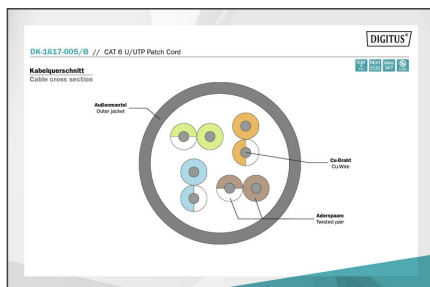 DIGITUS®
DK-1617-005/B // CAT 6 U/UTP Patch Cord
Kabelquerschnitt
Cable cross section
Außenmantel
Outer jacket
Cu-Draht
Cu-Wire
Adernpaare
Twisted pair